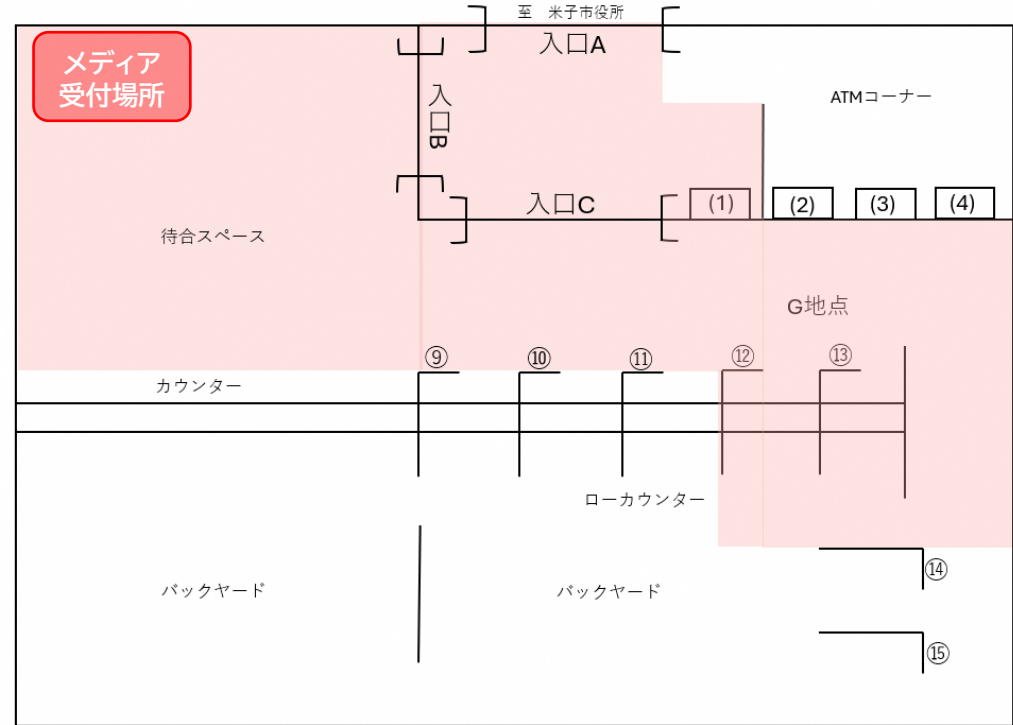 至　米子市役所
メディア
受付場所
入口A
入口B
ATMコーナー
入口C
(1)
(2)
(3)
(4)
待合スペース
G地点
⑨
⑩
⑪
⑫
⑬
カウンター
ローカウンター
バックヤード
バックヤード
⑭
⑮